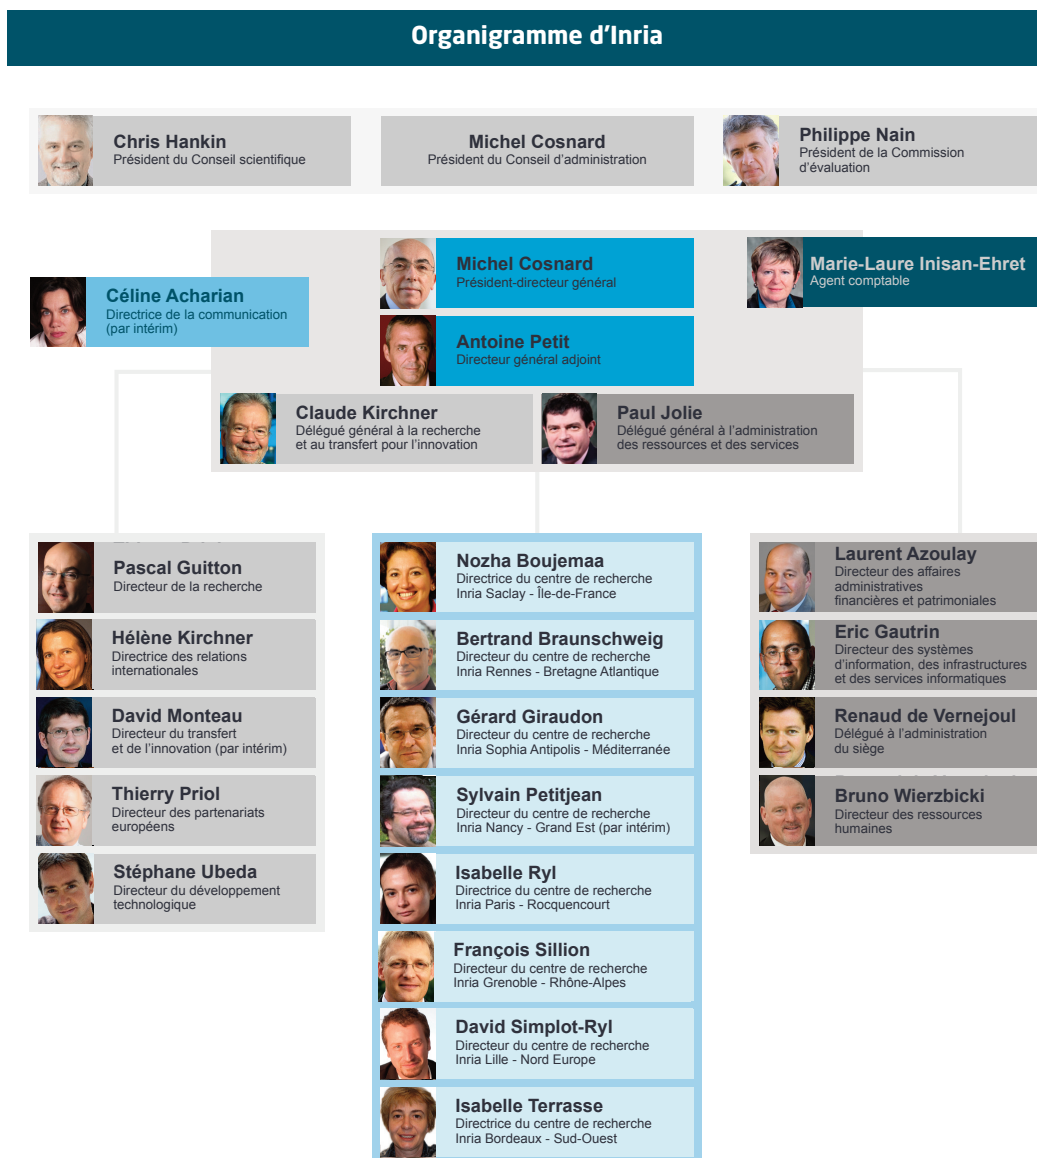 Organigramme d'Inria
Chris Hankin
Président du Conseil scientifique
Michel Cosnard
Président du Conseil d'administration
Philippe Nain
Président de la Commission
d'évaluation
Michel Cosnard
Président-directeur général
Marie-Laure Inisan-Ehret
Agent comptable
Céline Acharian
Directrice de la communication
(par intérim)
Antoine Petit
Directeur général adjoint
Claude Kirchner
Délégué général à la recherche
et au transfert pour l'innovation
Paul Jolie
Délégué général à l'administration
des ressources et des services
Pascal Guitton
Directeur de la recherche
Hélène Kirchner
Directrice des relations
internationales
David Monteau
Directeur du transfert
et de l'innovation (par intérim)
Thierry Priol
Directeur des partenariats
européens
Stéphane Ubeda
Directeur du développement
technologique
Nozha Boujemaa
Directrice du centre de recherche
Inria Saclay - Île-de-France
Bertrand Braunschweig
Directeur du centre de recherche
Inria Rennes - Bretagne Atlantique
Gérard Giraudon
Directeur du centre de recherche
Inria Sophia Antipolis - Méditerranée
Sylvain Petitjean
Directeur du centre de recherche
Inria Nancy - Grand Est (par intérim)
Isabelle Ryl
Directrice du centre de recherche
Inria Paris - Rocquencourt
François Sillion
Directeur du centre de recherche
Inria Grenoble - Rhône-Alpes
David Simplot-Ryl
Directeur du centre de recherche
Inria Lille - Nord Europe
Isabelle Terrasse
Directrice du centre de recherche
Inria Bordeaux - Sud-Ouest
Laurent Azoulay
Directeur des affaires
administratives
financières et patrimoniales
Eric Gautrin
Directeur des systèmes
d'information, des infrastructures
et des services informatiques
Renaud de Vernejoul
Délégué à l'administration
du siège
Bruno Wierzbicki
Directeur des ressources
humaines